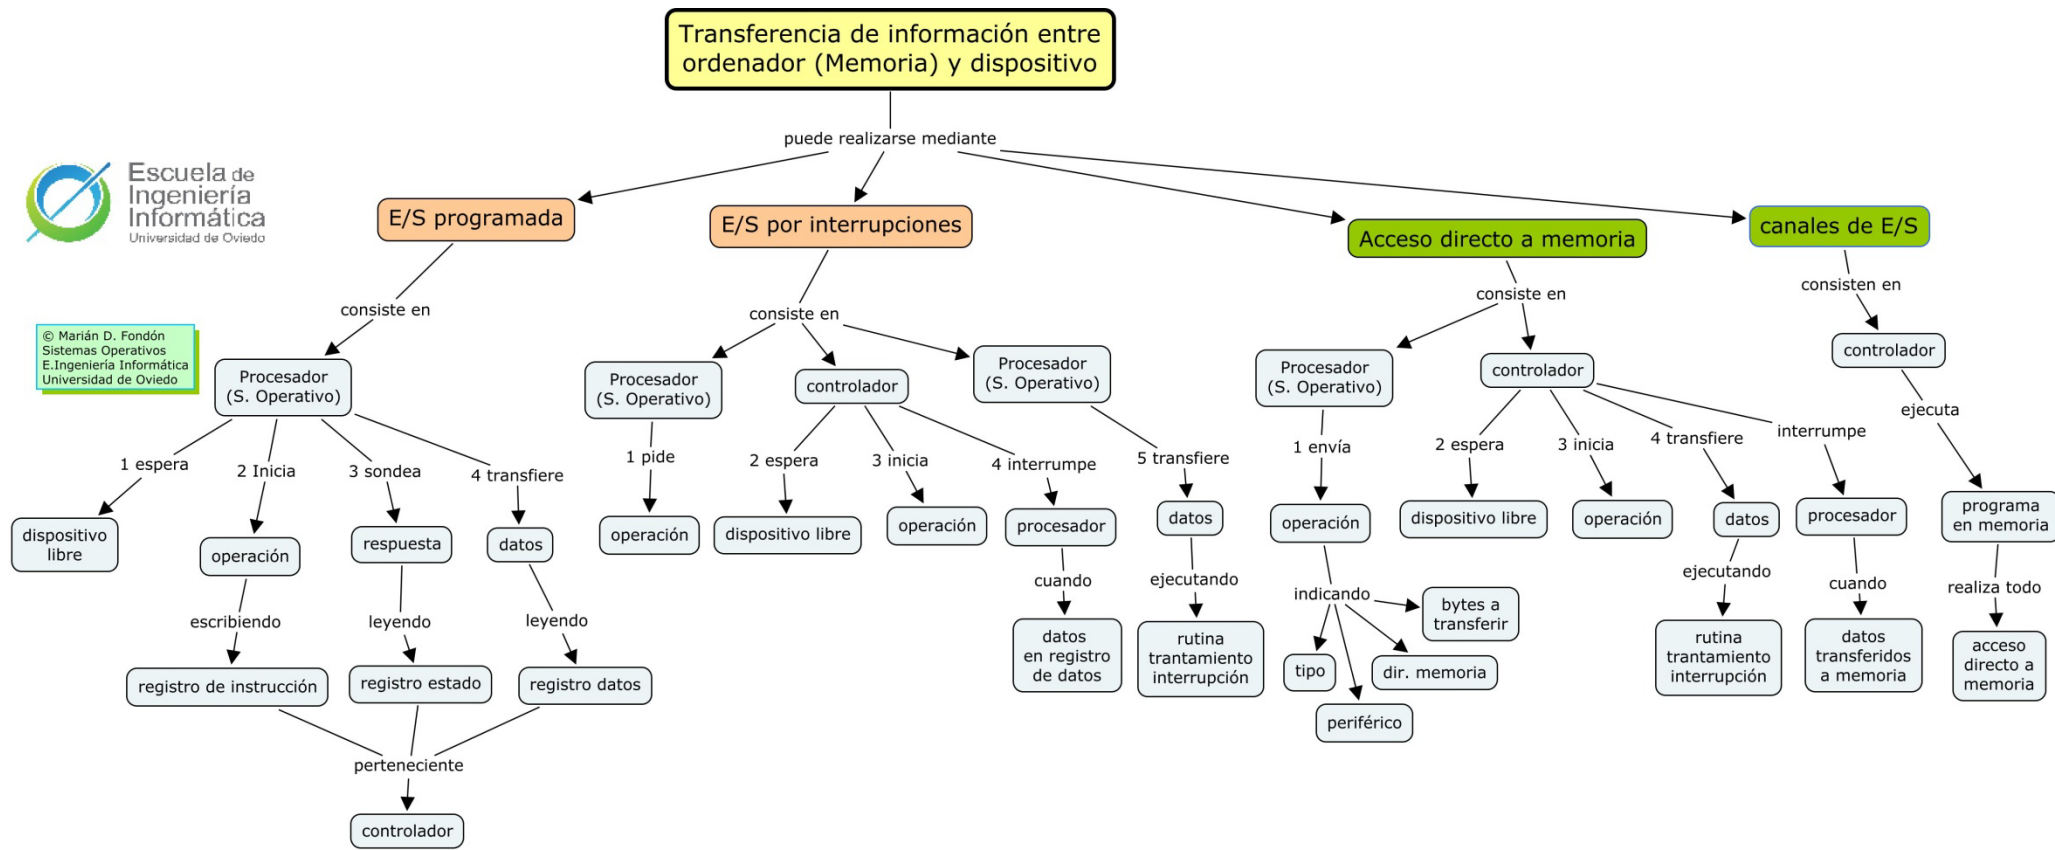 Transferencia de información entre
ordenador (Memoria) y dispositivo
puede realizarse mediante
Escuela de
Ingeniería
Informática
Universidad de Oviedo
E/S programada
E/S por interrupciones
Acceso directo a memoria
canales de E/S
consiste en
consiste en
consiste en
consisten en
© Marián D. Fondón
Sistemas Operativos
E.Ingeniería Informática
Universidad de Oviedo
Procesador
(S. Operativo)
Procesador
(S. Operativo)
controlador
Procesador
(S. Operativo)
Procesador
(S. Operativo)
controlador
controlador
1 espera
2 Inicia
3 sondea
4 transfiere
1 pide
2 espera
3 inicia
4 interrumpe
5 transfiere
1 envía
2 espera
3 inicia
4 transfiere
interrumpe
ejecuta
dispositivo
libre
operación
respuesta
datos
operación
dispositivo libre
operación
procesador
datos
operación
dispositivo libre
operación
datos
procesador
programa
en memoria
escribiendo
leyendo
leyendo
cuando
ejecutando
indicando
ejecutando
cuando
realiza todo
registro de instrucción
registro estado
registro datos
datos
en registro
de datos
rutina
trantamiento
interrupción
bytes a
transferir
tipo
dir. memoria
periférico
rutina
trantamiento
interrupción
datos
transferidos
a memoria
acceso
directo a
memoria
perteneciente
controlador